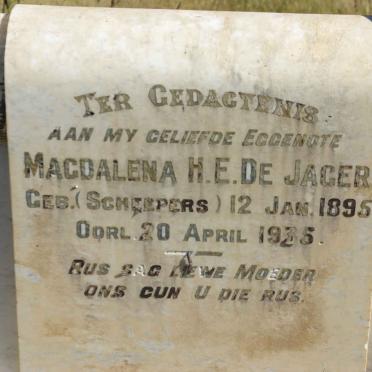 TER GEDAGTENIS
AAN MY GELIEFDE EGGENOTE
MAGDALENA H.E. DE JAGER
GEB. (SCHEEPERS) 12 JAN. 1895
OORL. 20 APRIL 1935.
RUS SAG LIEWE MOEDER
ONS GUN U DIE RUS.